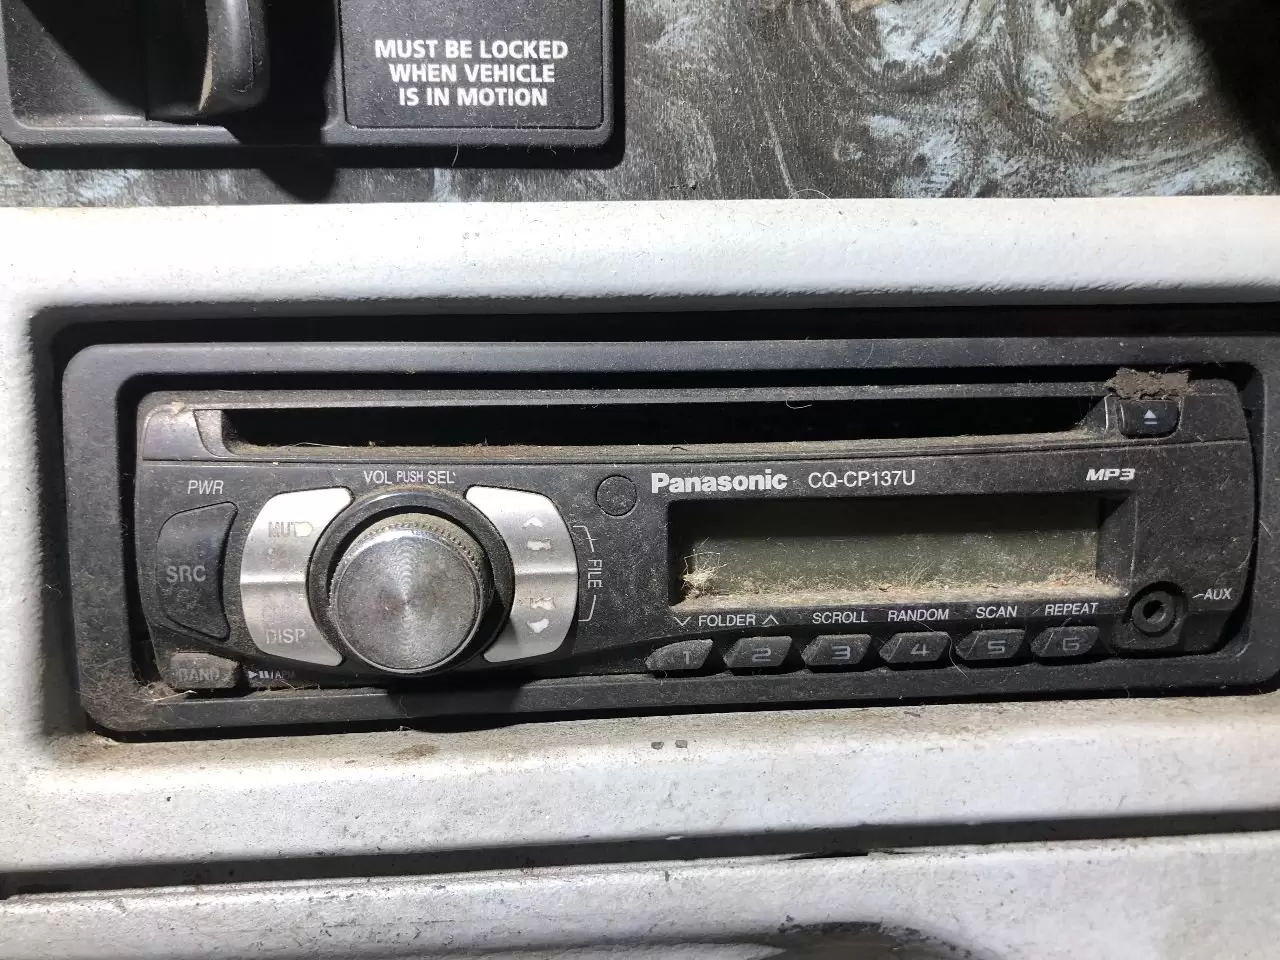 MUST BE LOCKED
WHEN VEHICLE
IS IN MOTION
PWR
VOL PUSH SEL
Panasonic CQ-CP137U MP3
SRC
DISP
BAND
FILE
FOLDER SCROLL RANDOM SCAN REPEAT
AUX
1 2 3 4 5 6